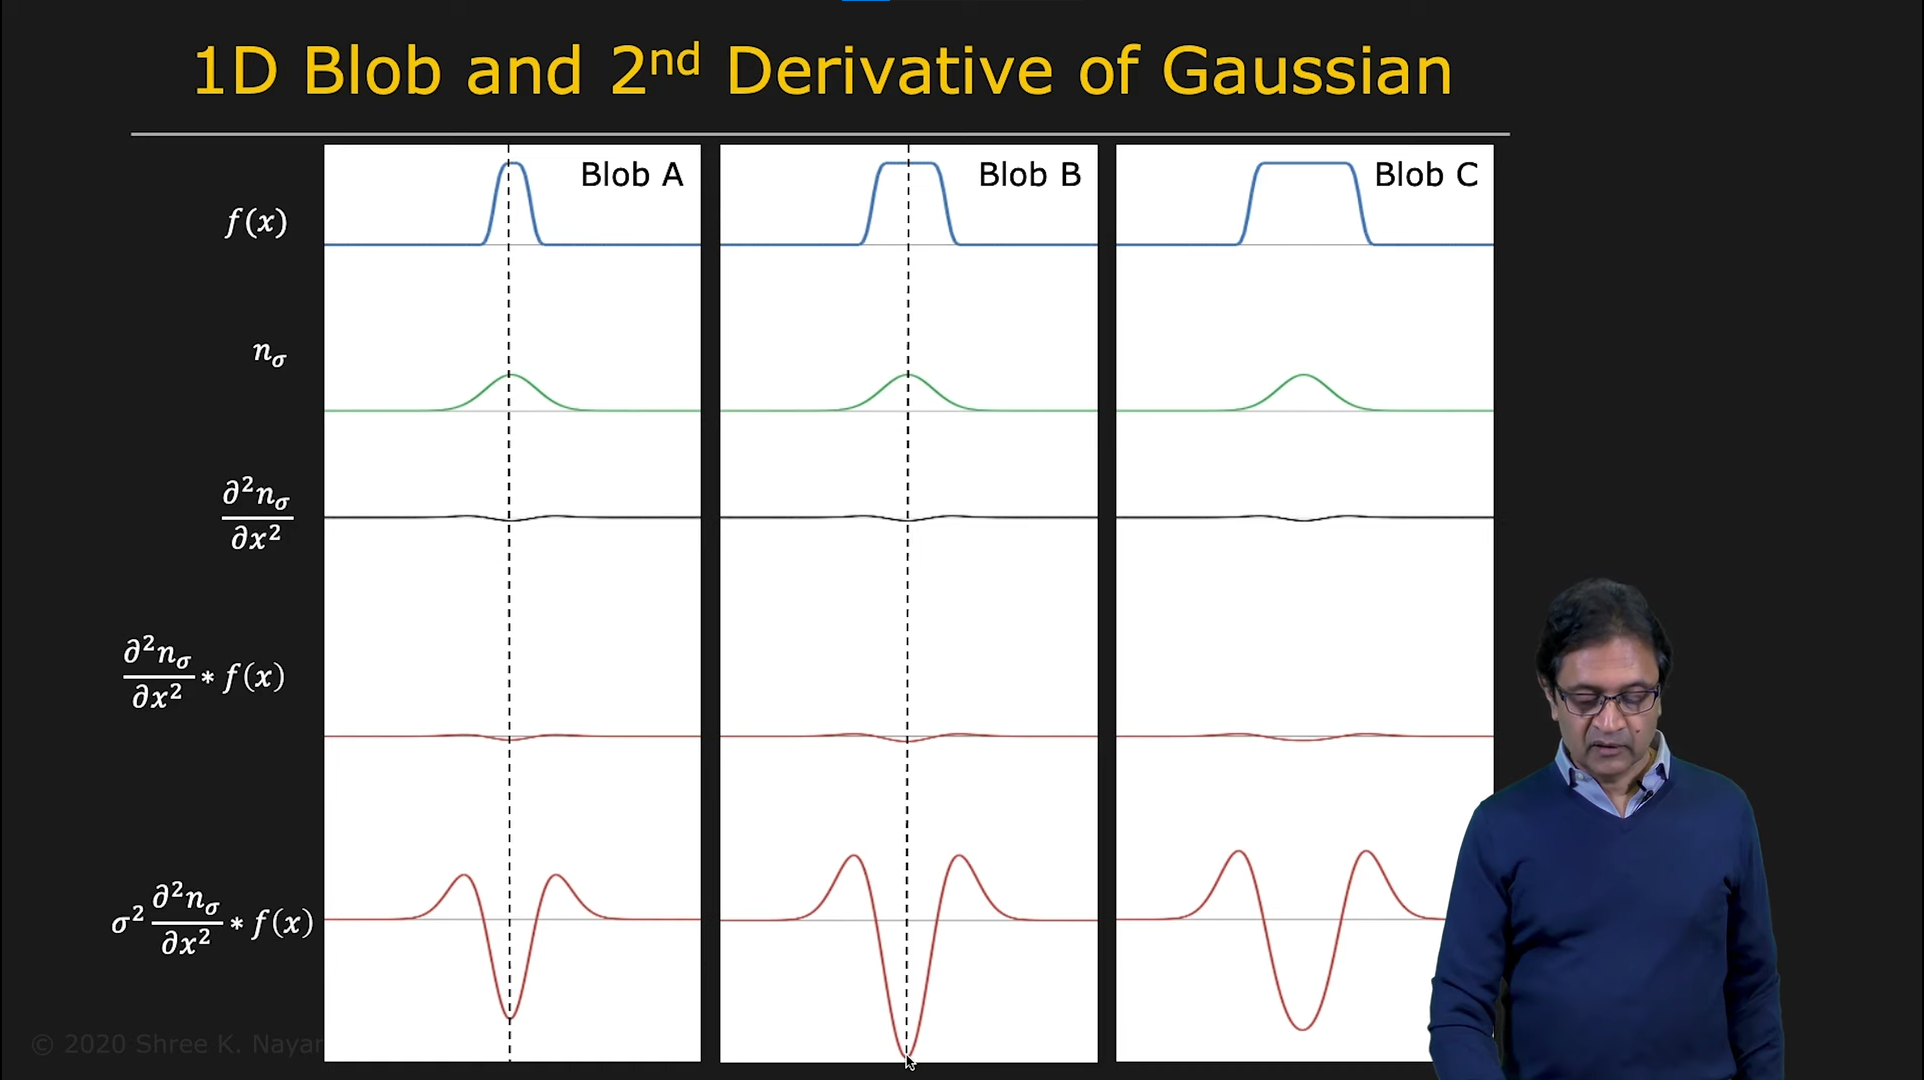 1D Blob and 2nd Derivative of Gaussian
Blob A
Blob B
Blob C
f(x)
nσ
∂²nσ
∂x²
∂²nσ
∂x² * f(x)
σ² ∂²nσ
∂x² * f(x)
© 2020 Shree K. Nayar